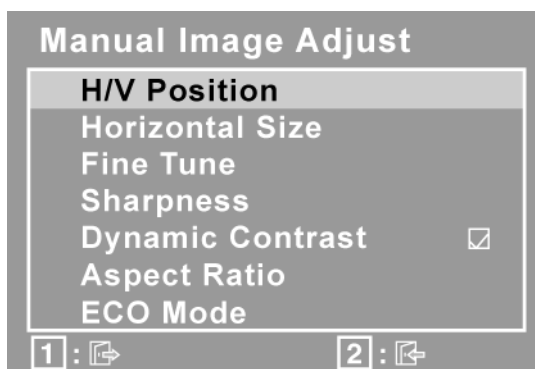 Manual Image Adjust
H/V Position
Horizontal Size
Fine Tune
Sharpness
Dynamic Contrast
Aspect Ratio
ECO Mode
1 : 2 :